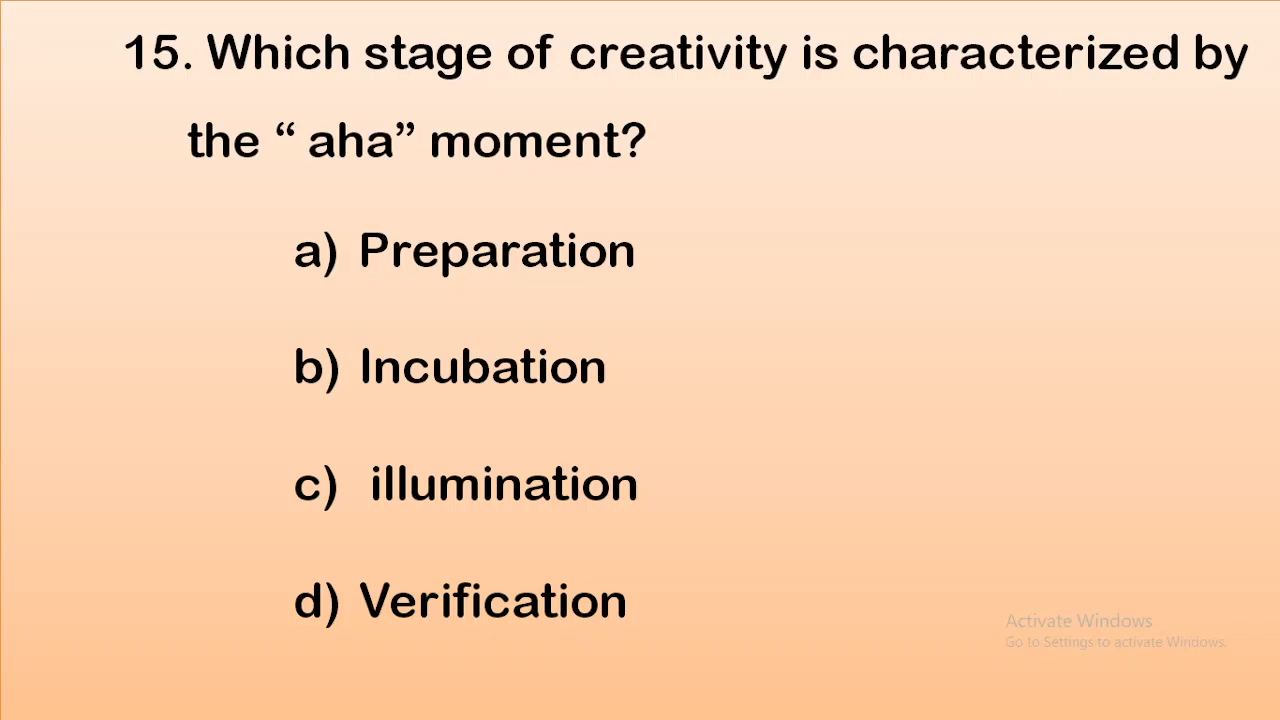 15. Which stage of creativity is characterized by
the “ aha” moment?
a) Preparation
b) Incubation
c) illumination
d) Verification
Activate Windows
Go to Settings to activate Windows.